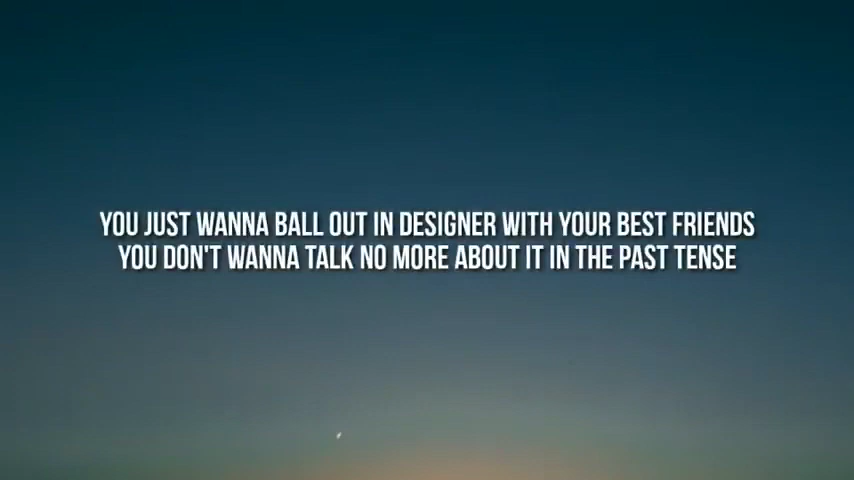 YOU JUST WANNA BALL OUT IN DESIGNER WITH YOUR BEST FRIENDS
YOU DON'T WANNA TALK NO MORE ABOUT IT IN THE PAST TENSE